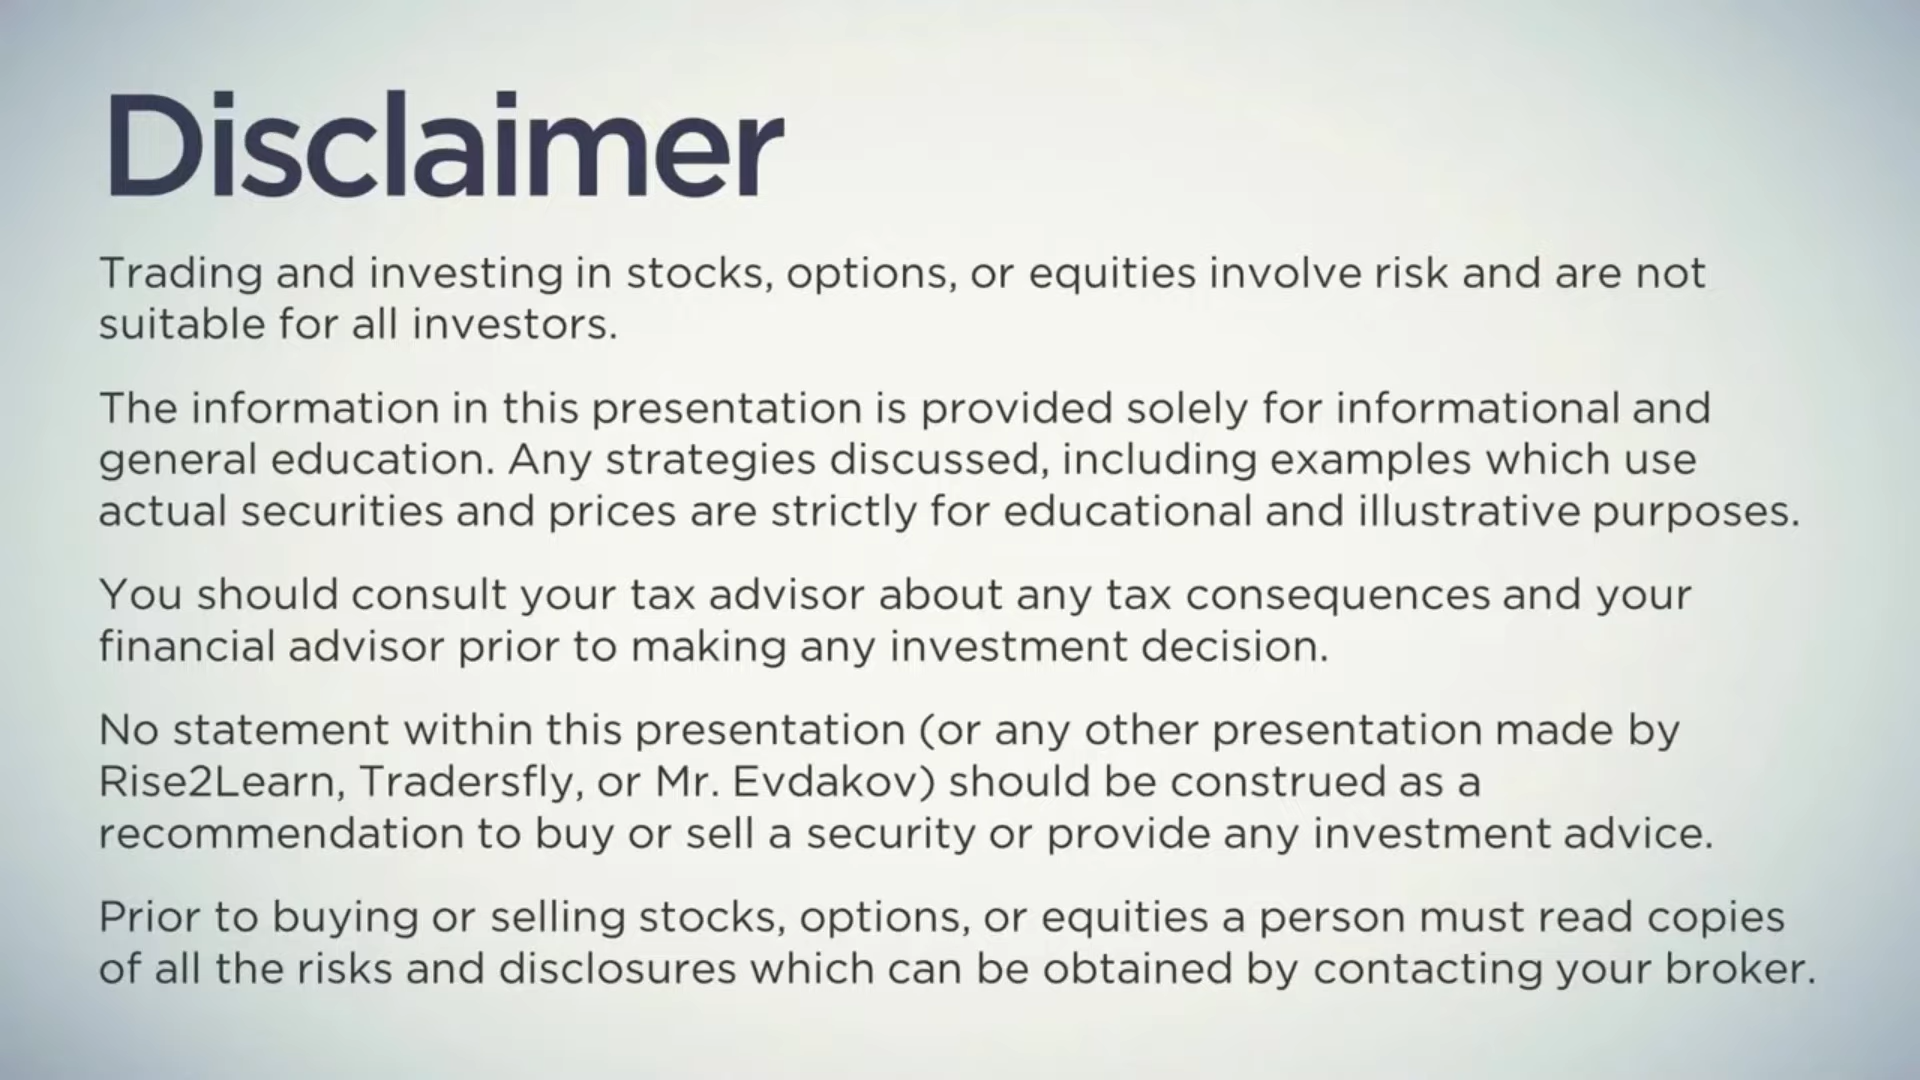 Disclaimer
Trading and investing in stocks, options, or equities involve risk and are not
suitable for all investors.
The information in this presentation is provided solely for informational and
general education. Any strategies discussed, including examples which use
actual securities and prices are strictly for educational and illustrative purposes.
You should consult your tax advisor about any tax consequences and your
financial advisor prior to making any investment decision.
No statement within this presentation (or any other presentation made by
Rise2Learn, Tradersfly, or Mr. Evdakov) should be construed as a
recommendation to buy or sell a security or provide any investment advice.
Prior to buying or selling stocks, options, or equities a person must read copies
of all the risks and disclosures which can be obtained by contacting your broker.